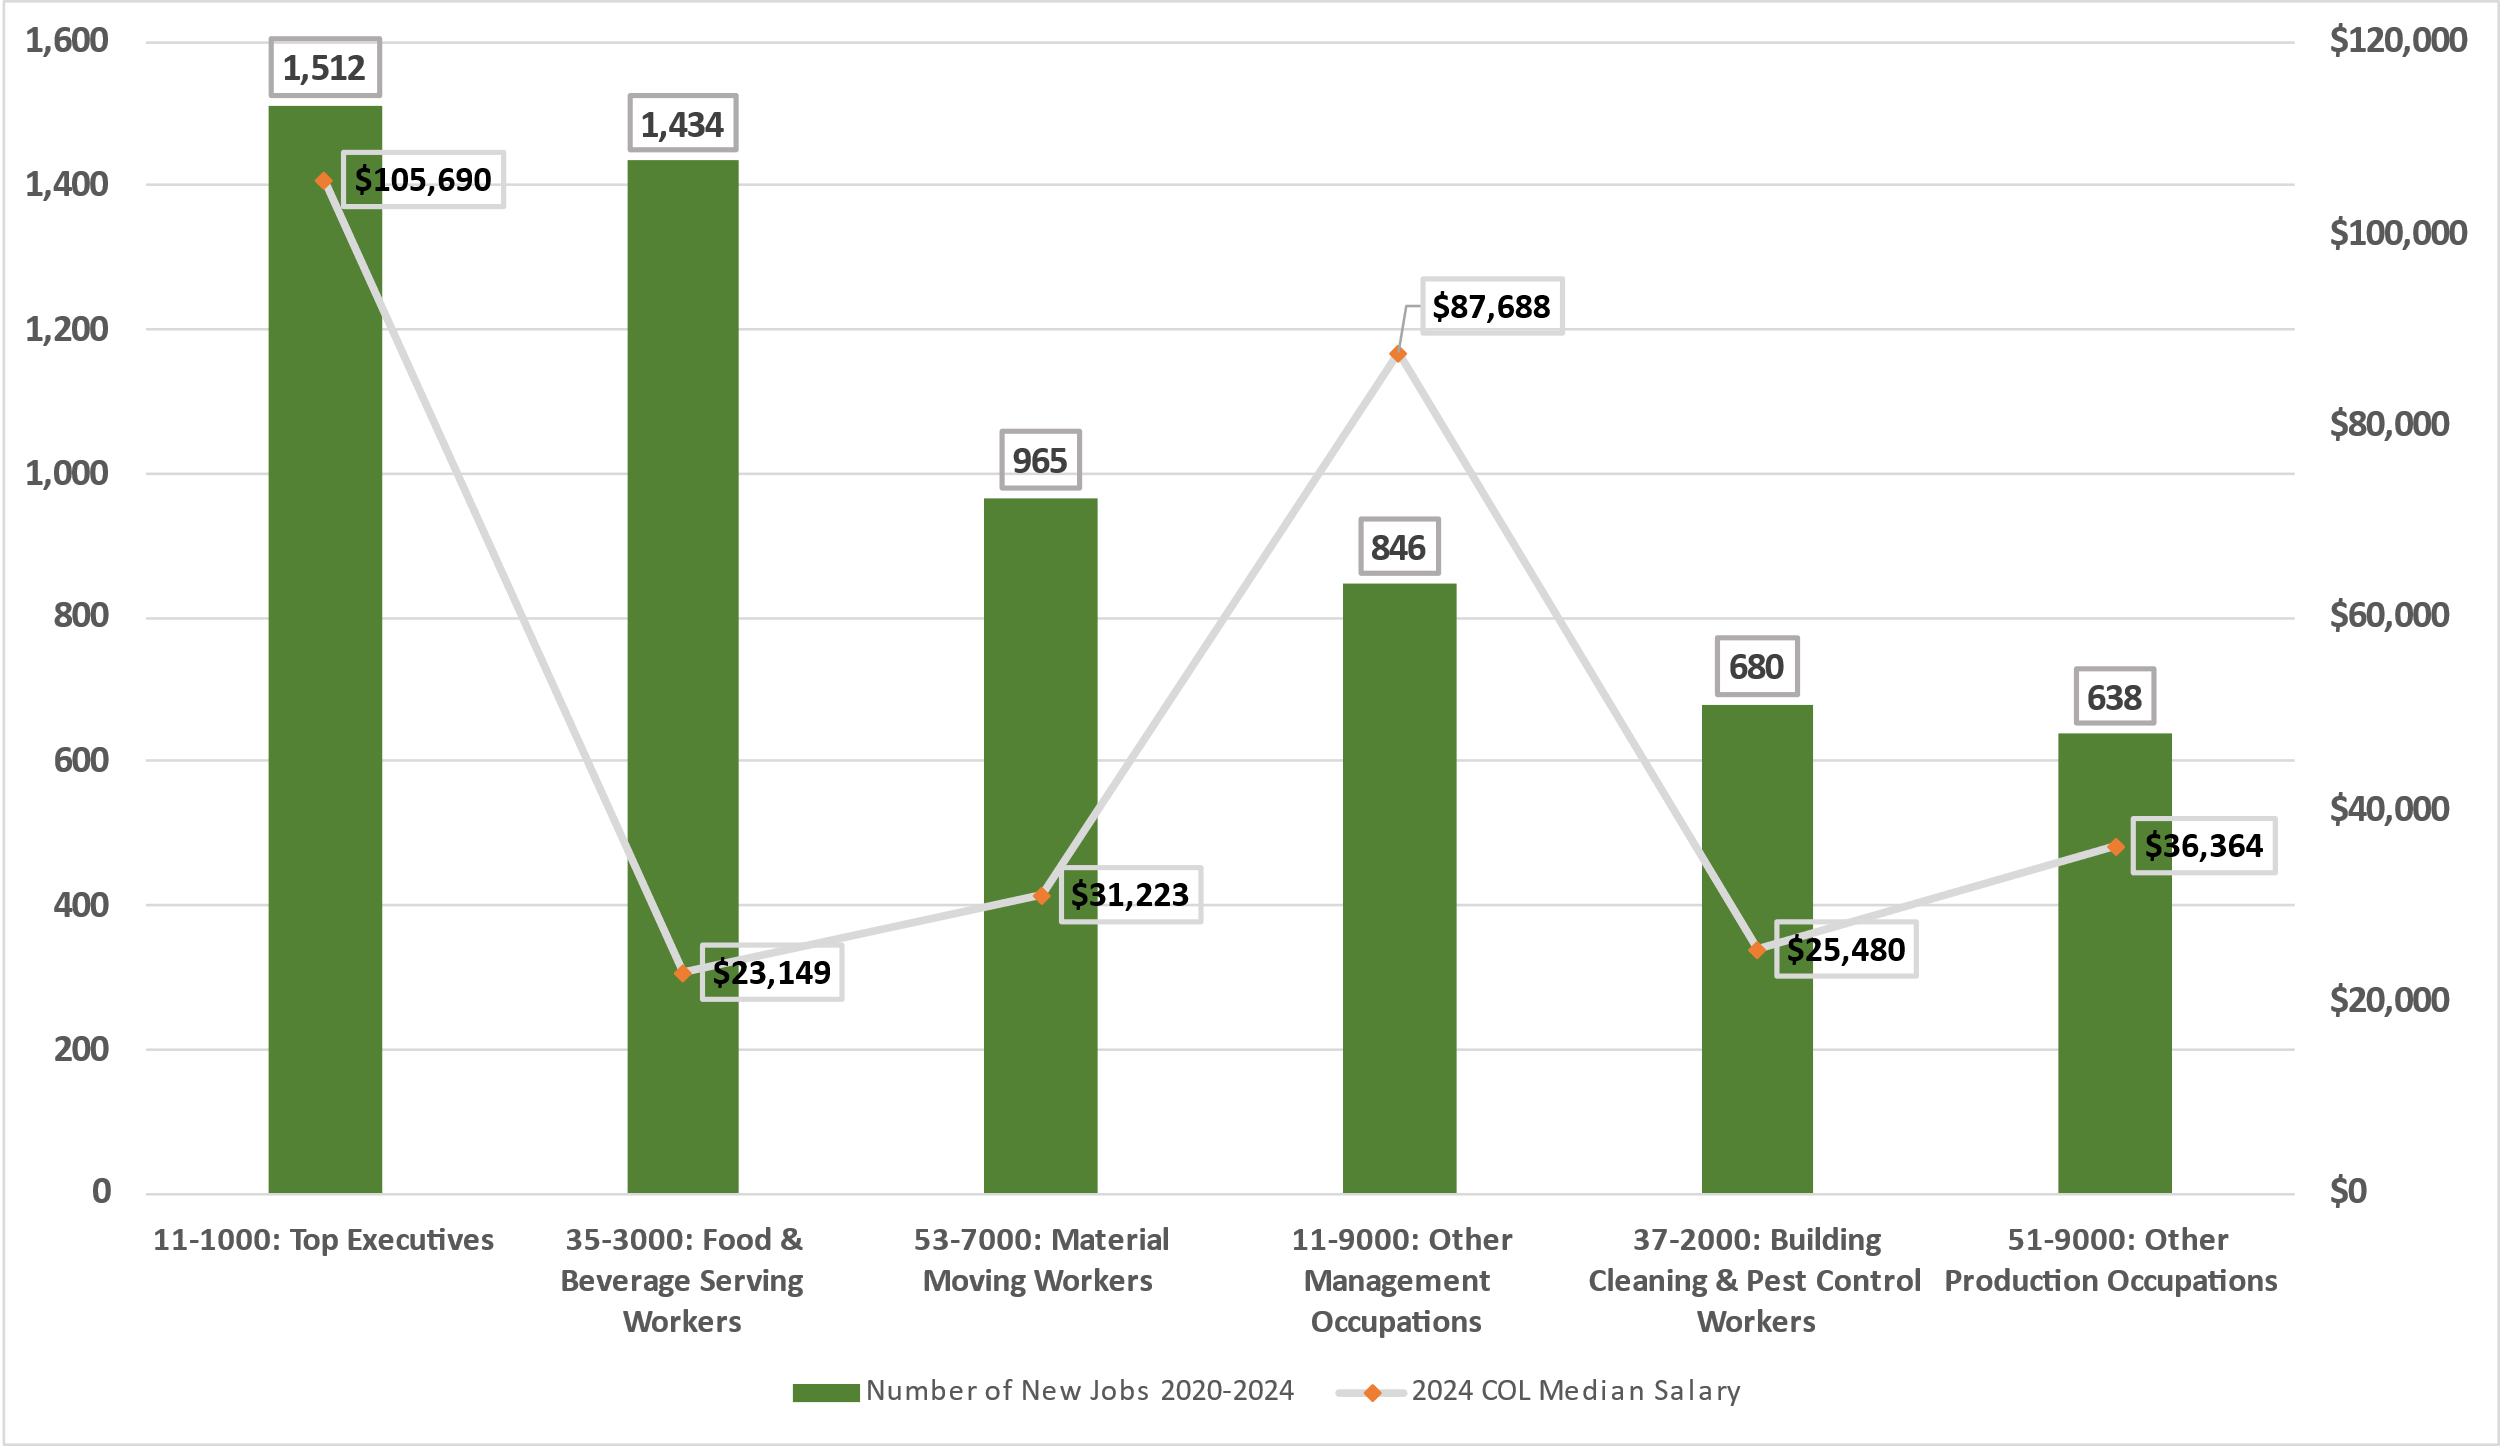 1,600
1,400
1,200
1,000
800
600
400
200
0
$120,000
$100,000
$80,000
$60,000
$40,000
$20,000
$0
1,512
1,434
965
846
680
638
$105,690
$23,149
$31,223
$87,688
$25,480
$36,364
11-1000: Top Executives
35-3000: Food &
Beverage Serving
Workers
53-7000: Material
Moving Workers
11-9000: Other
Management
Occupations
37-2000: Building
Cleaning & Pest Control
Workers
51-9000: Other
Production Occupations
Number of New Jobs 2020-2024
2024 COL Median Salary